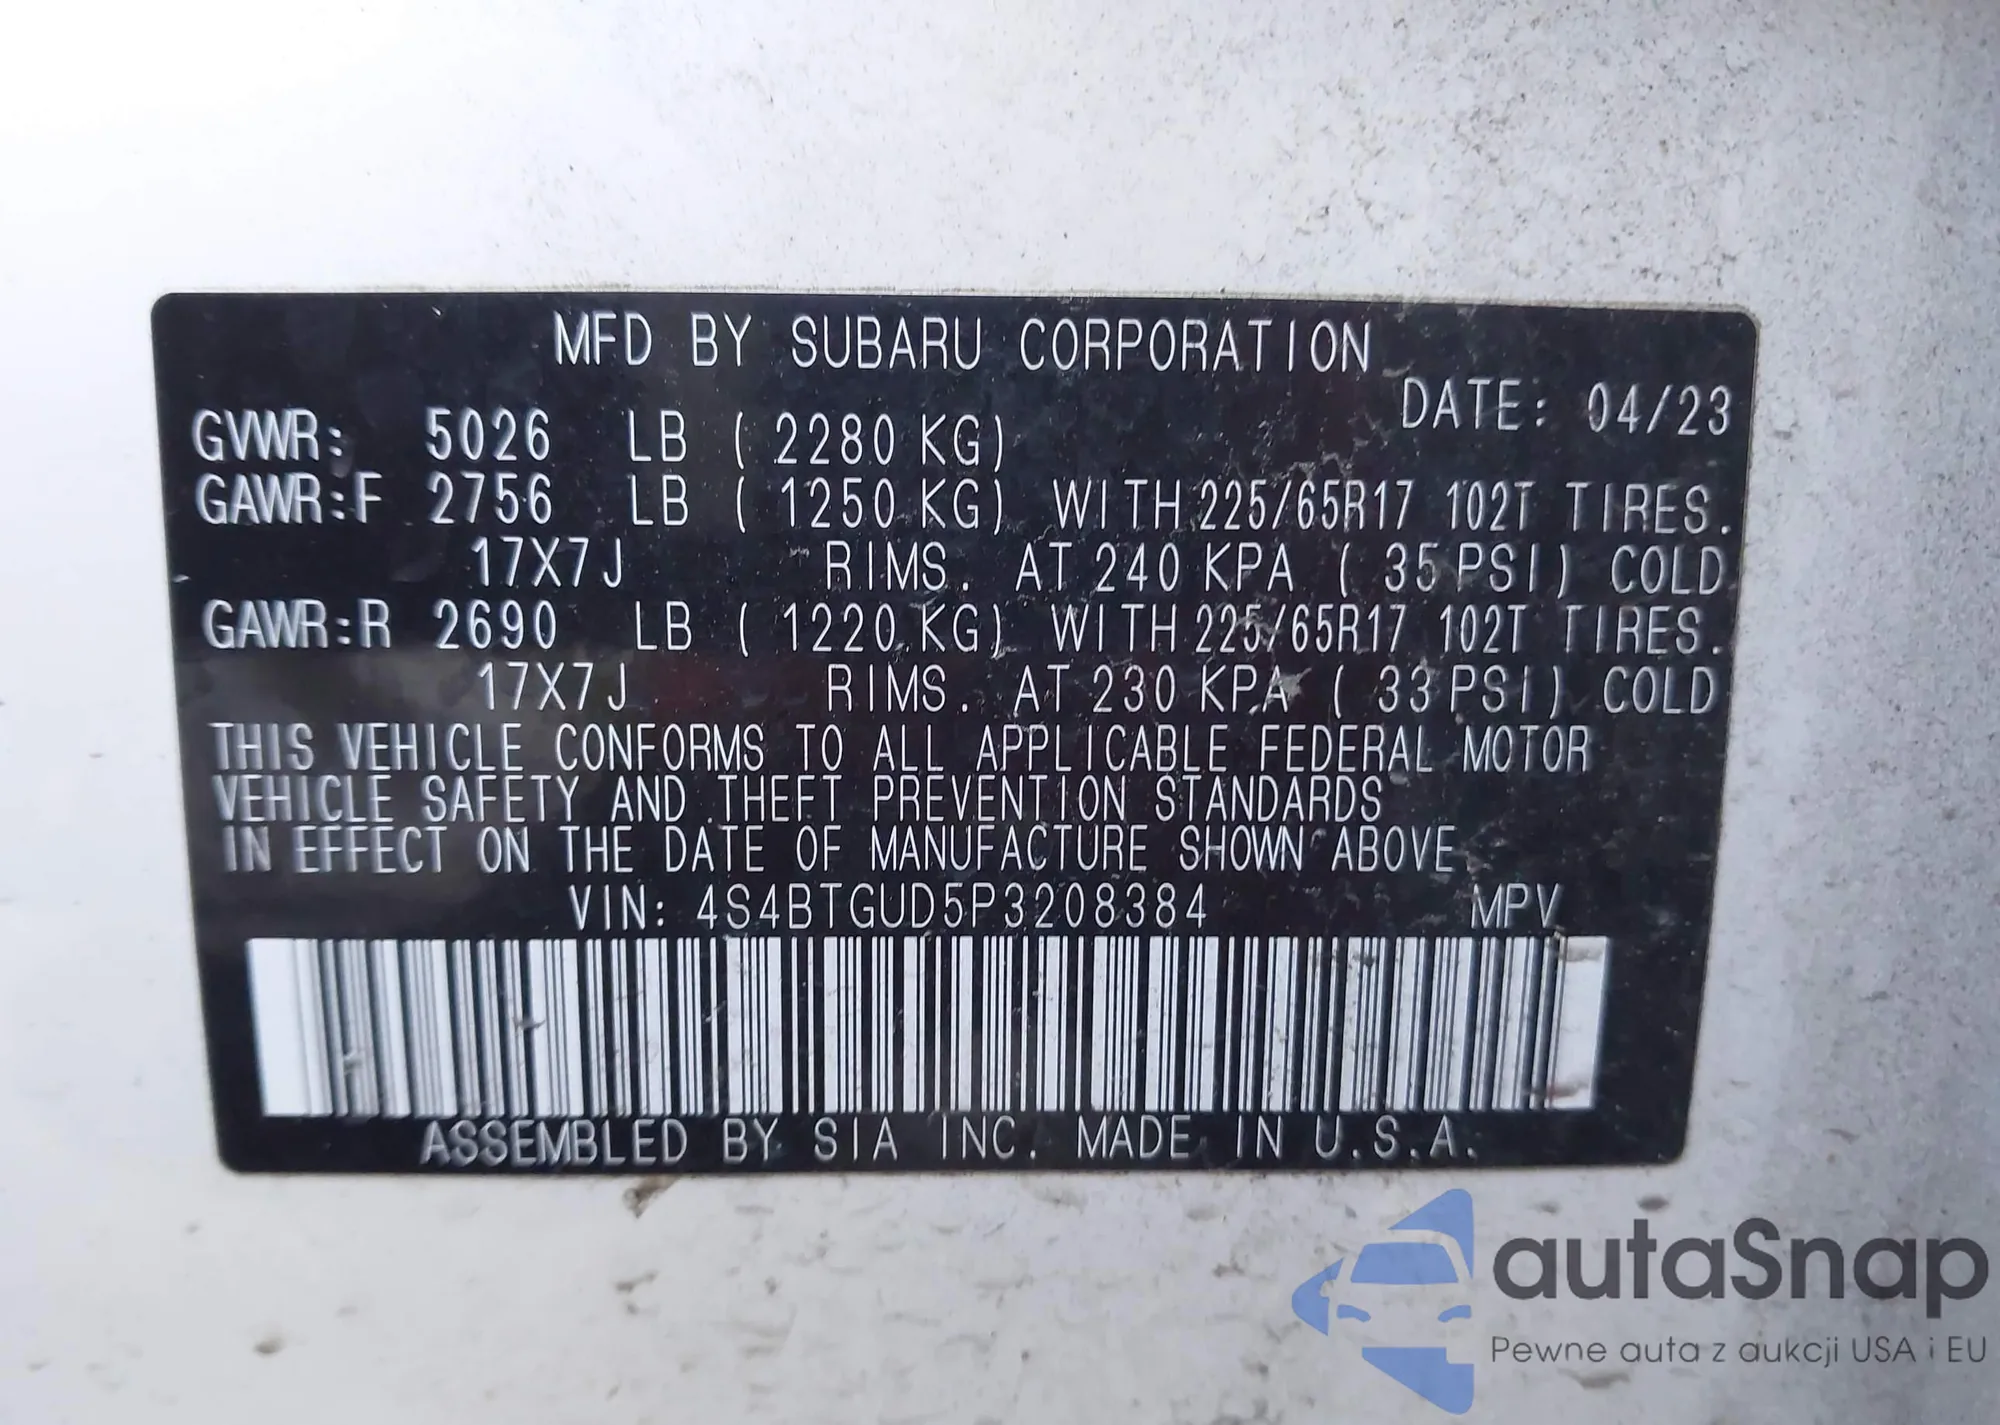 MFD BY SUBARU CORPORATION
DATE: 04/23
GVWR: 5026 LB ( 2280 KG)
GAWR:F 2756 LB ( 1250 KG) WITH 225/65R17 102T TIRES.
17X7J RIMS. AT 240 KPA ( 35 PSI) COLD
GAWR:R 2690 LB ( 1220 KG) WITH 225/65R17 102T TIRES.
17X7J RIMS. AT 230 KPA ( 33 PSI) COLD
THIS VEHICLE CONFORMS TO ALL APPLICABLE FEDERAL MOTOR
VEHICLE SAFETY AND THEFT PREVENTION STANDARDS
IN EFFECT ON THE DATE OF MANUFACTURE SHOWN ABOVE.
VIN: 4S4BTGUD5P3208384 MPV
ASSEMBLED BY SIA INC. MADE IN U.S.A.
autaSnap
Pewne auta z aukcji USA i EU